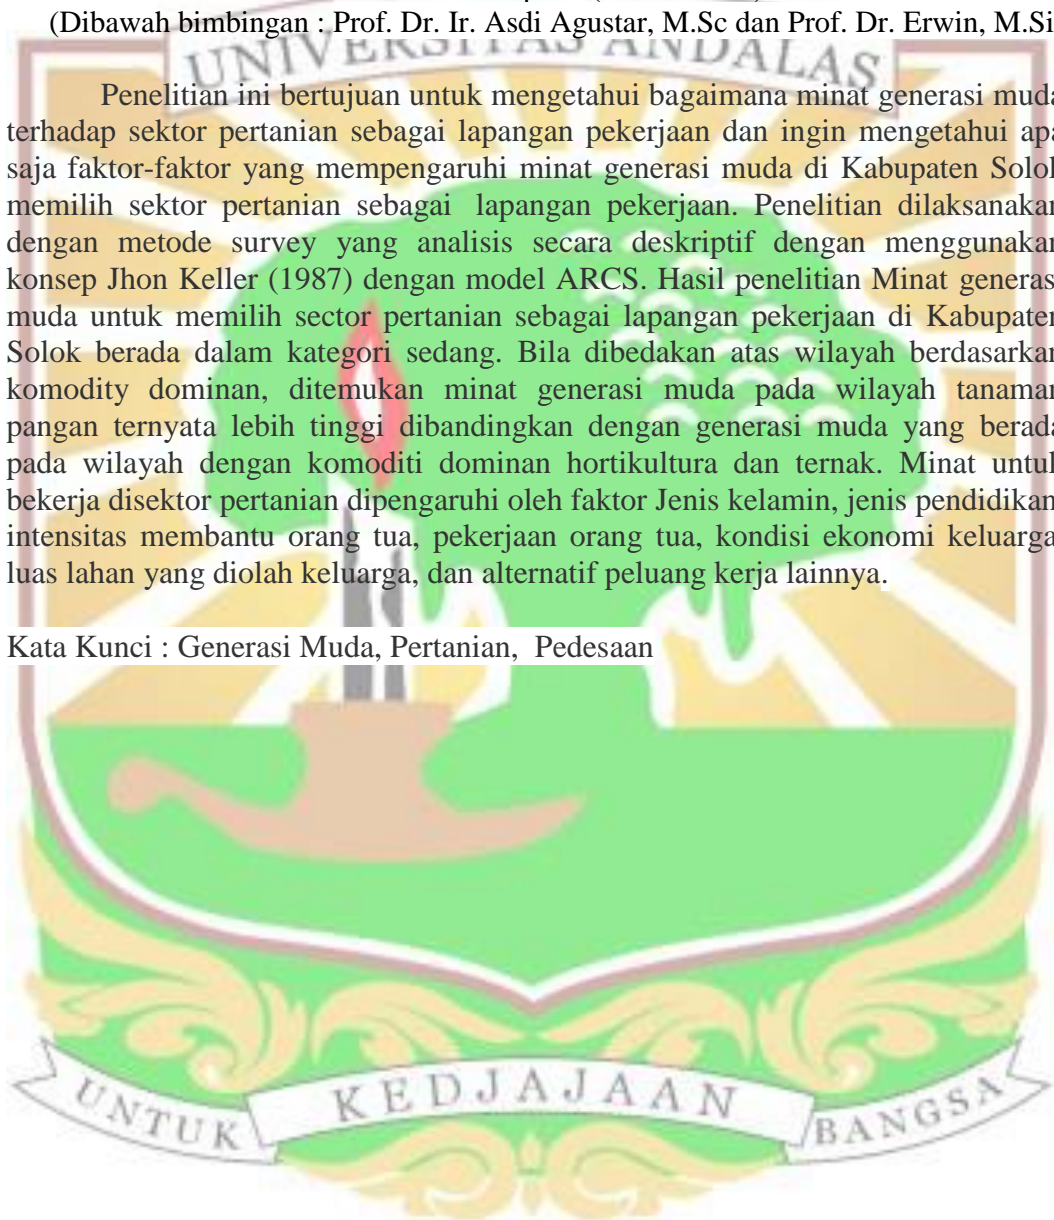 (Dibawah bimbingan : Prof. Dr. Ir. Asdi Agustar, M.Sc dan Prof. Dr. Erwin, M.Si
UNIVERSITAS ANDALAS
Penelitian ini bertujuan untuk mengetahui bagaimana minat generasi muda
terhadap sektor pertanian sebagai lapangan pekerjaan dan ingin mengetahui apa
saja faktor-faktor yang mempengaruhi minat generasi muda di Kabupaten Solok
memilih sektor pertanian sebagai lapangan pekerjaan. Penelitian dilaksanakan
dengan metode survey yang analisis secara deskriptif dengan menggunakan
konsep Jhon Keller (1987) dengan model ARCS. Hasil penelitian Minat generasi
muda untuk memilih sector pertanian sebagai lapangan pekerjaan di Kabupaten
Solok berada dalam kategori sedang. Bila dibedakan atas wilayah berdasarkan
komodity dominan, ditemukan minat generasi muda pada wilayah tanaman
pangan ternyata lebih tinggi dibandingkan dengan generasi muda yang berada
pada wilayah dengan komoditi dominan hortikultura dan ternak. Minat untuk
bekerja disektor pertanian dipengaruhi oleh faktor Jenis kelamin, jenis pendidikan
intensitas membantu orang tua, pekerjaan orang tua, kondisi ekonomi keluarga
luas lahan yang diolah keluarga, dan alternatif peluang kerja lainnya.
Kata Kunci : Generasi Muda, Pertanian, Pedesaan
UNTUK KEDJAJAAN BANGSA